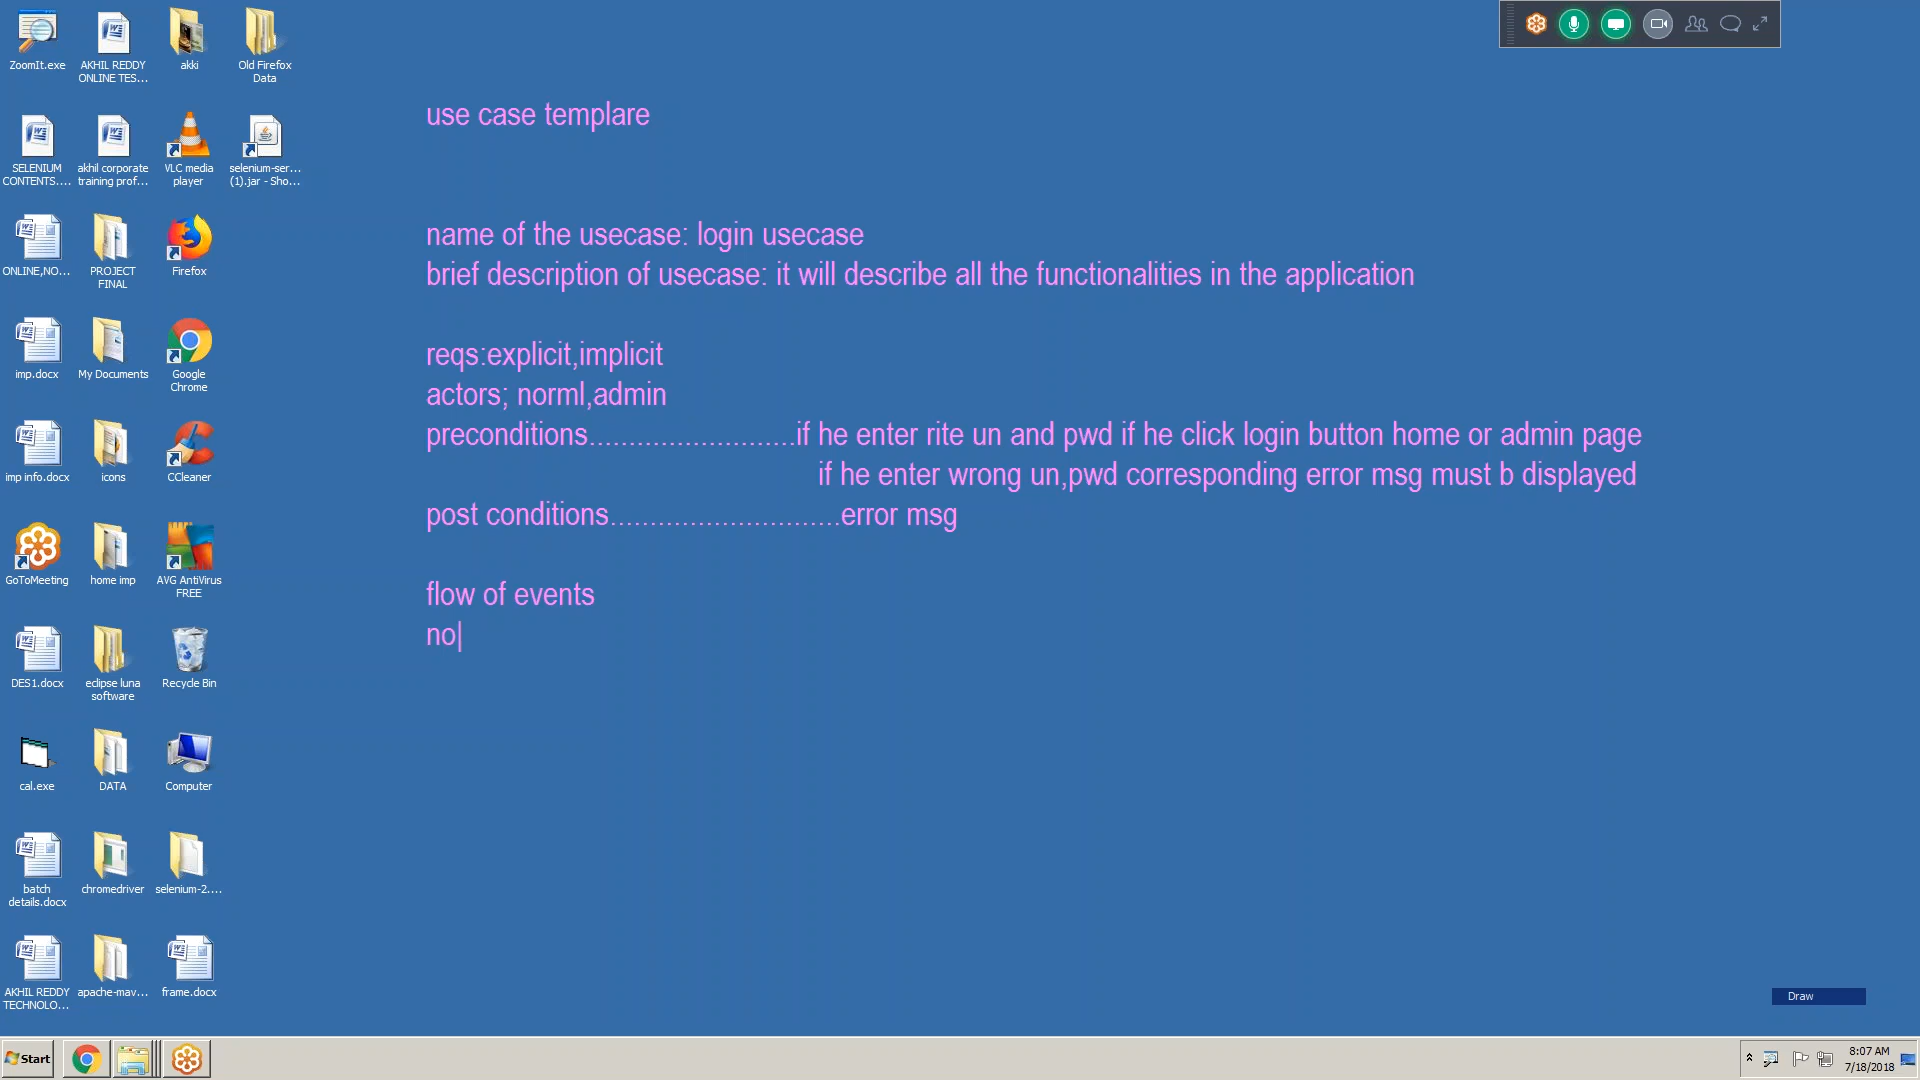 ZoomIt.exe
AKHIL REDDY
ONLINE TES...
akki
Old Firefox
Data
use case templare
SELENIUM
CONTENTS....
akhil corporate
training prof...
VLC media
player
selenium-ser...
(1).jar - Sho...
name of the usecase: login usecase
brief description of usecase: it will describe all the functionalities in the application
ONLINE,NO...
PROJECT
FINAL
Firefox
reqs:explicit,implicit
actors; norml,admin
imp.docx
My Documents
Google
Chrome
preconditions..........................if he enter rite un and pwd if he click login button home or admin page
if he enter wrong un,pwd corresponding error msg must b displayed
imp info.docx
icons
CCleaner
post conditions.............................error msg
GoToMeeting
home imp
AVG AntiVirus
FREE
flow of events
no
DES1.docx
eclipse luna
software
Recycle Bin
cal.exe
DATA
Computer
batch
details.docx
chromedriver
selenium-2....
AKHIL REDDY
TECHNOLO...
apache-mav...
frame.docx
Draw
Start
8:07 AM
7/18/2018